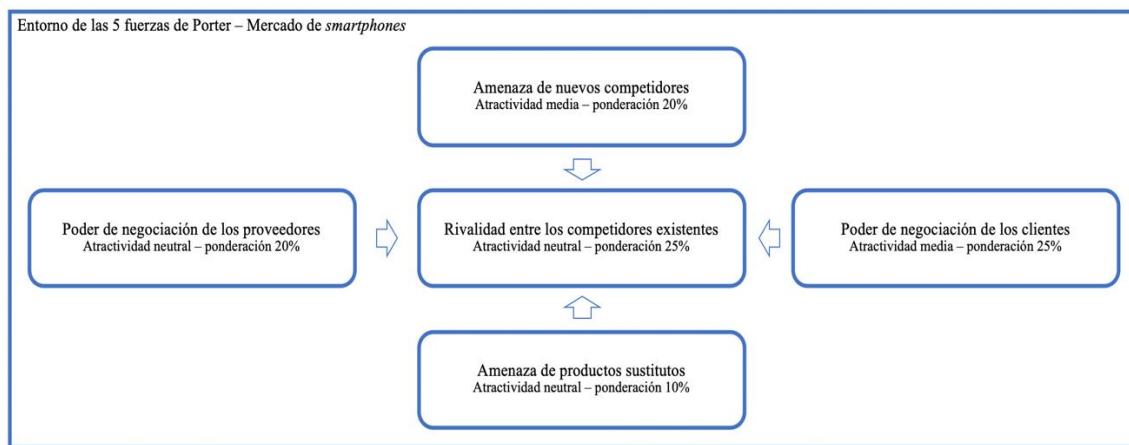 Entorno de las 5 fuerzas de Porter – Mercado de smartphones
Amenaza de nuevos competidores
Atractividad media – ponderación 20%
Poder de negociación de los proveedores
Atractividad neutral – ponderación 20%
Rivalidad entre los competidores existentes
Atractividad neutral – ponderación 25%
Poder de negociación de los clientes
Atractividad media – ponderación 25%
Amenaza de productos sustitutos
Atractividad neutral – ponderación 10%